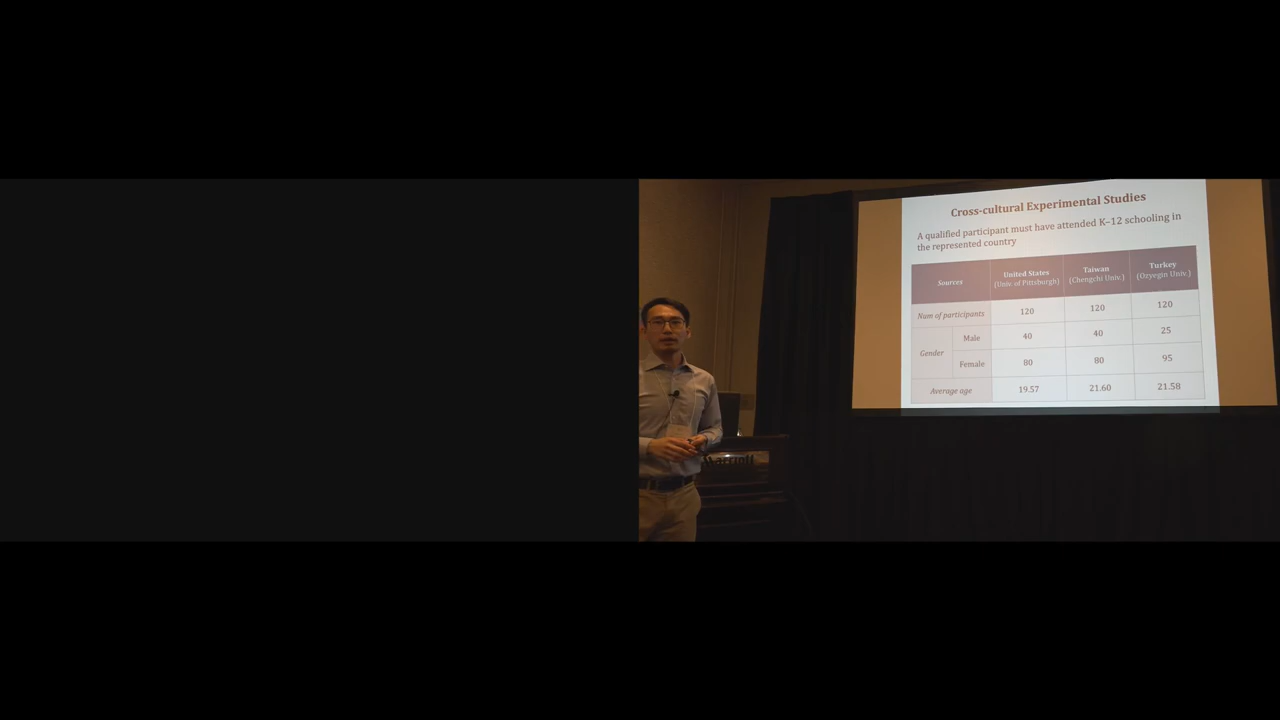 Cross-cultural Experimental Studies
A qualified participant must have attended K–12 schooling in
the represented country
Sources United States Taiwan Turkey
(Univ. of Pittsburgh) (Chengchi Univ.) (Ozyegin Univ.)
Num of participants 120 120 120
Gender Male 40 40 25
Female 80 80 95
Average age 19.57 21.60 21.58
Marriott